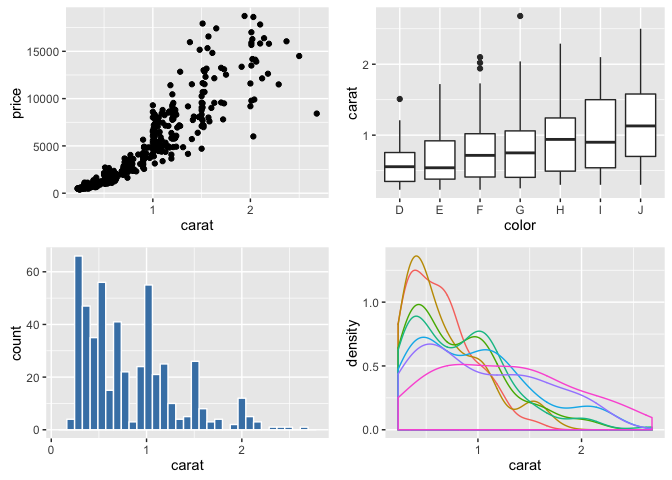 price
15000
10000
5000
0
1 2
carat
carat
2
1
D E F G H I J
color
count
60
40
20
0
0 1 2
carat
density
1.0
0.5
0.0
1 2
carat